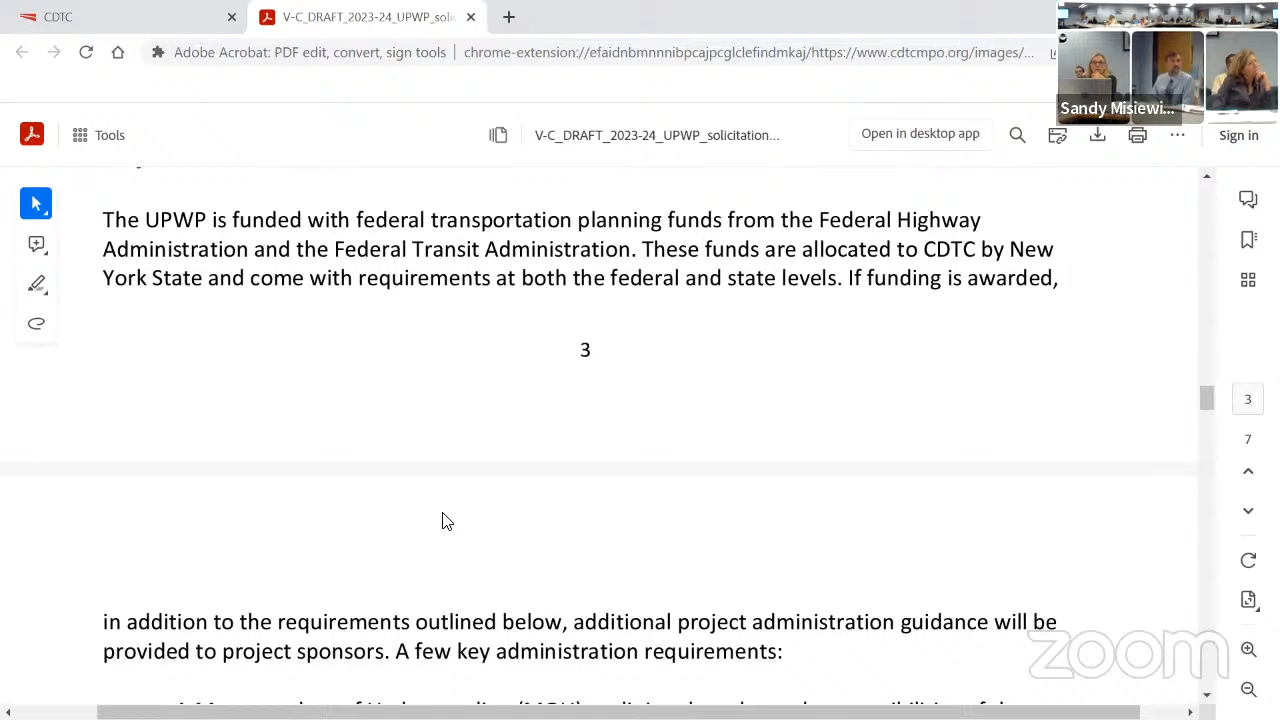 CDTC
V-C_DRAFT_2023-24_UPWP_solic
Adobe Acrobat: PDF edit, convert, sign tools
chrome-extension://efaidnbmnnnibpcajpcglclefindmkaj/https://www.cdtcmpo.org/images/...
Sandy Misiewi...
Tools
V-C_DRAFT_2023-24_UPWP_solicitation...
Open in desktop app
Sign in
The UPWP is funded with federal transportation planning funds from the Federal Highway
Administration and the Federal Transit Administration. These funds are allocated to CDTC by New
York State and come with requirements at both the federal and state levels. If funding is awarded,
3
3
7
in addition to the requirements outlined below, additional project administration guidance will be
provided to project sponsors. A few key administration requirements:
zoom